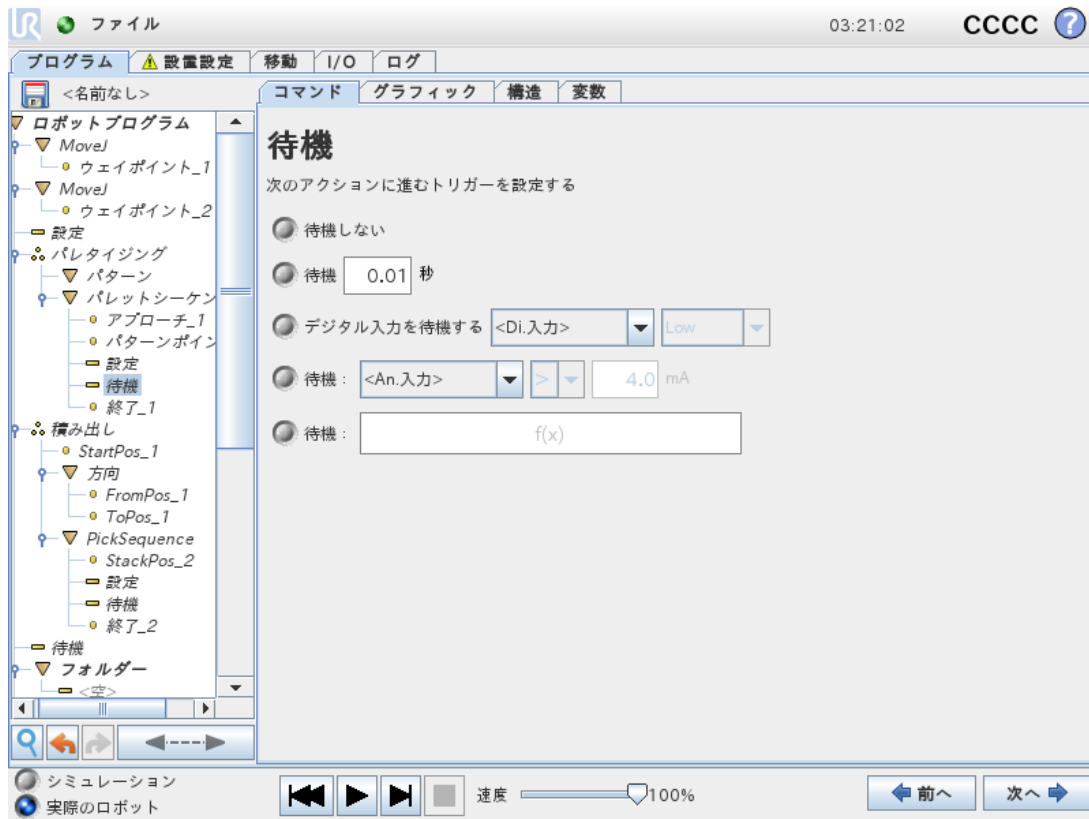 UR ファイル 03:21:02 CCCC ?
プログラム 設置設定 移動 I/O ログ
<名前なし>
コマンド グラフィック 構造 変数
ロボットプログラム
MoveJ
ウェイポイント_1
MoveJ
ウェイポイント_2
設定
パレタイジング
パターン
パレットシーケン
アプローチ_1
パターンポイン
設定
待機
終了_1
積み出し
StartPos_1
方向
FromPos_1
ToPos_1
PickSequence
StackPos_2
設定
待機
終了_2
待機
フォルダー
<空>
待機
次のアクションに進むトリガーを設定する
待機しない
待機 0.01 秒
デジタル入力を待機する <Di.入力> Low
待機： <An.入力> > 4.0 mA
待機： f(x)
シミュレーション
実際のロボット
速度 100%
前へ 次へ